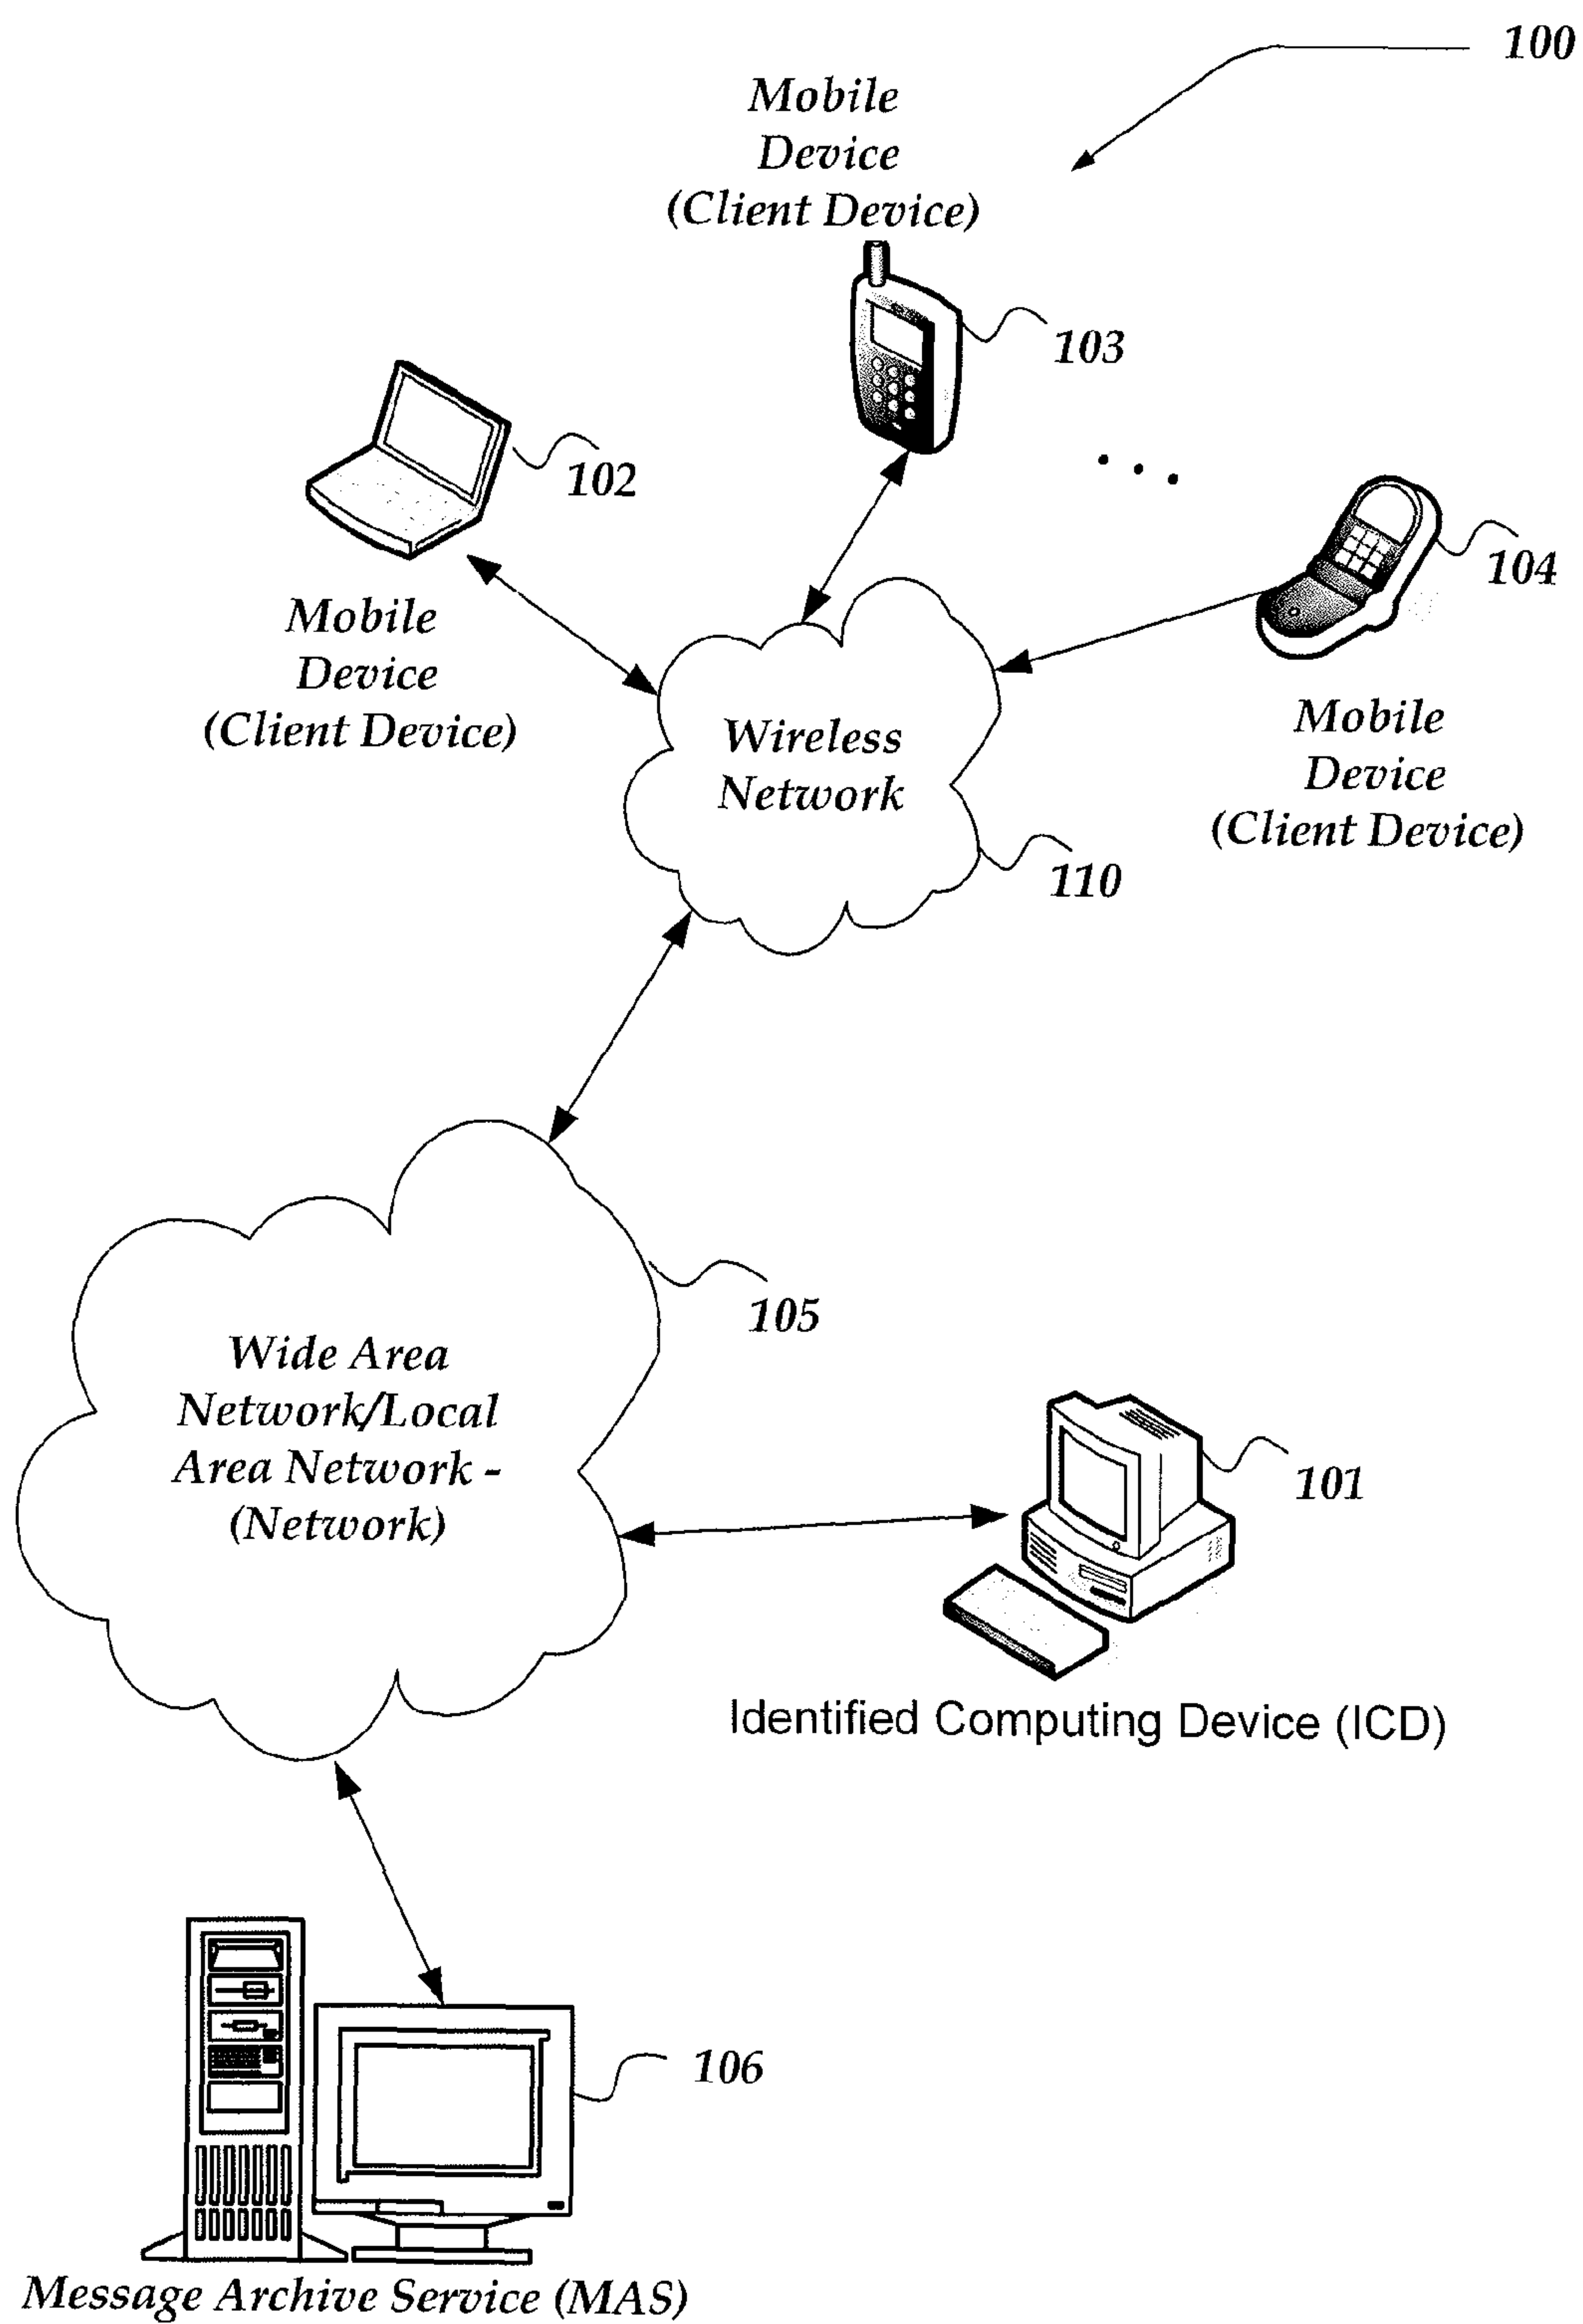 100
Mobile
Device
(Client Device)
103
102
104
Mobile
Device
(Client Device)
Mobile
Device
(Client Device)
Wireless
Network
110
105
Wide Area
Network/Local
Area Network -
(Network)
101
Identified Computing Device (ICD)
106
Message Archive Service (MAS)